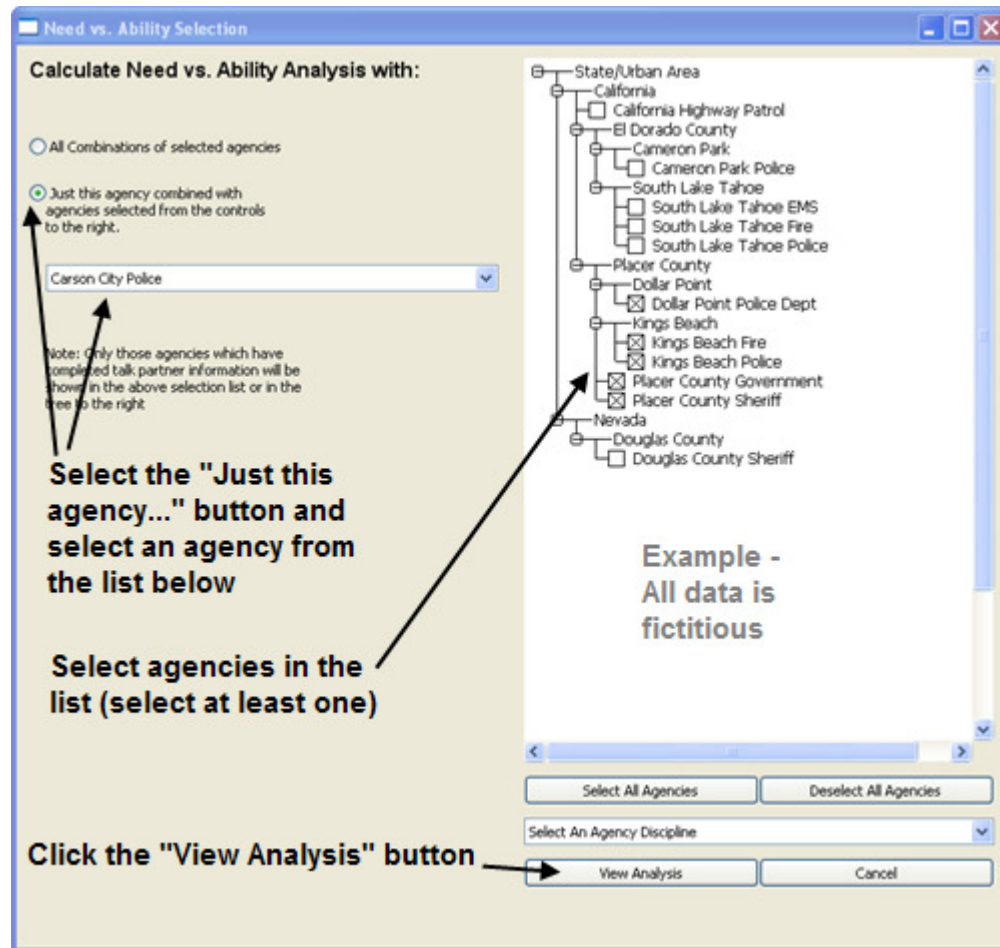 Need vs. Ability Selection
Calculate Need vs. Ability Analysis with:
All Combinations of selected agencies
Just this agency combined with
agencies selected from the controls
to the right.
Carson City Police
Note: Only those agencies which have
completed talk partner information will be
shown in the above selection list or in the
tree to the right
Select the "Just this
agency..." button and
select an agency from
the list below
Select agencies in the
list (select at least one)
Click the "View Analysis" button
State/Urban Area
California
California Highway Patrol
El Dorado County
Cameron Park
Cameron Park Police
South Lake Tahoe
South Lake Tahoe EMS
South Lake Tahoe Fire
South Lake Tahoe Police
Placer County
Dollar Point
Dollar Point Police Dept
Kings Beach
Kings Beach Fire
Kings Beach Police
Placer County Government
Placer County Sheriff
Nevada
Douglas County
Douglas County Sheriff
Example -
All data is
fictitious
Select All Agencies
Deselect All Agencies
Select An Agency Discipline
View Analysis
Cancel